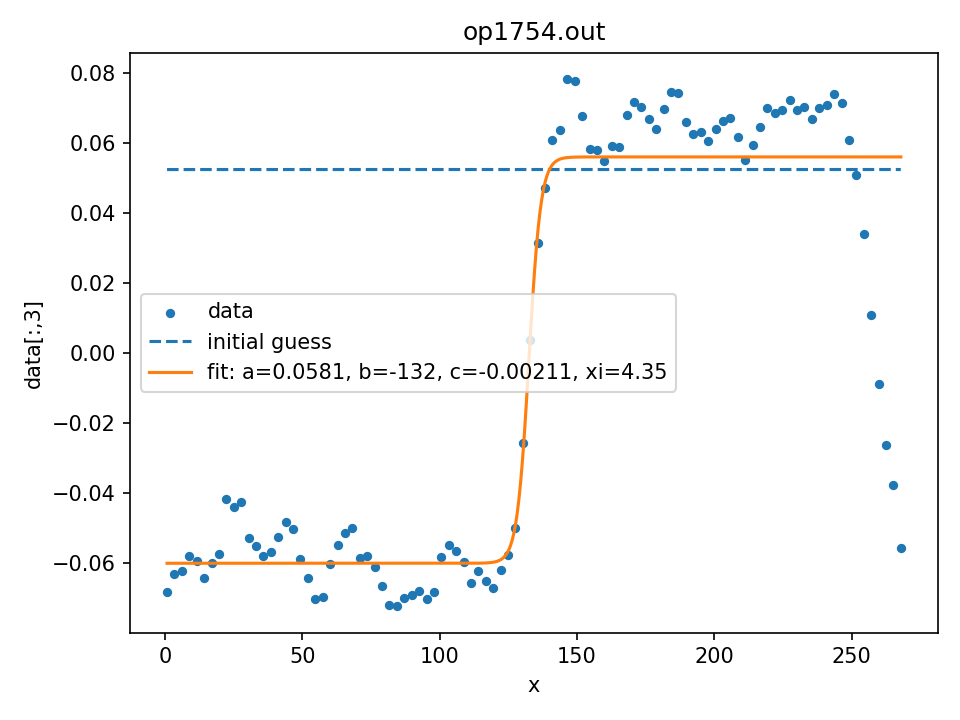 op1754.out
data[:,3]
0.08
0.06
0.04
0.02
0.00
−0.02
−0.04
−0.06
data
initial guess
fit: a=0.0581, b=-132, c=-0.00211, xi=4.35
0 50 100 150 200 250
x